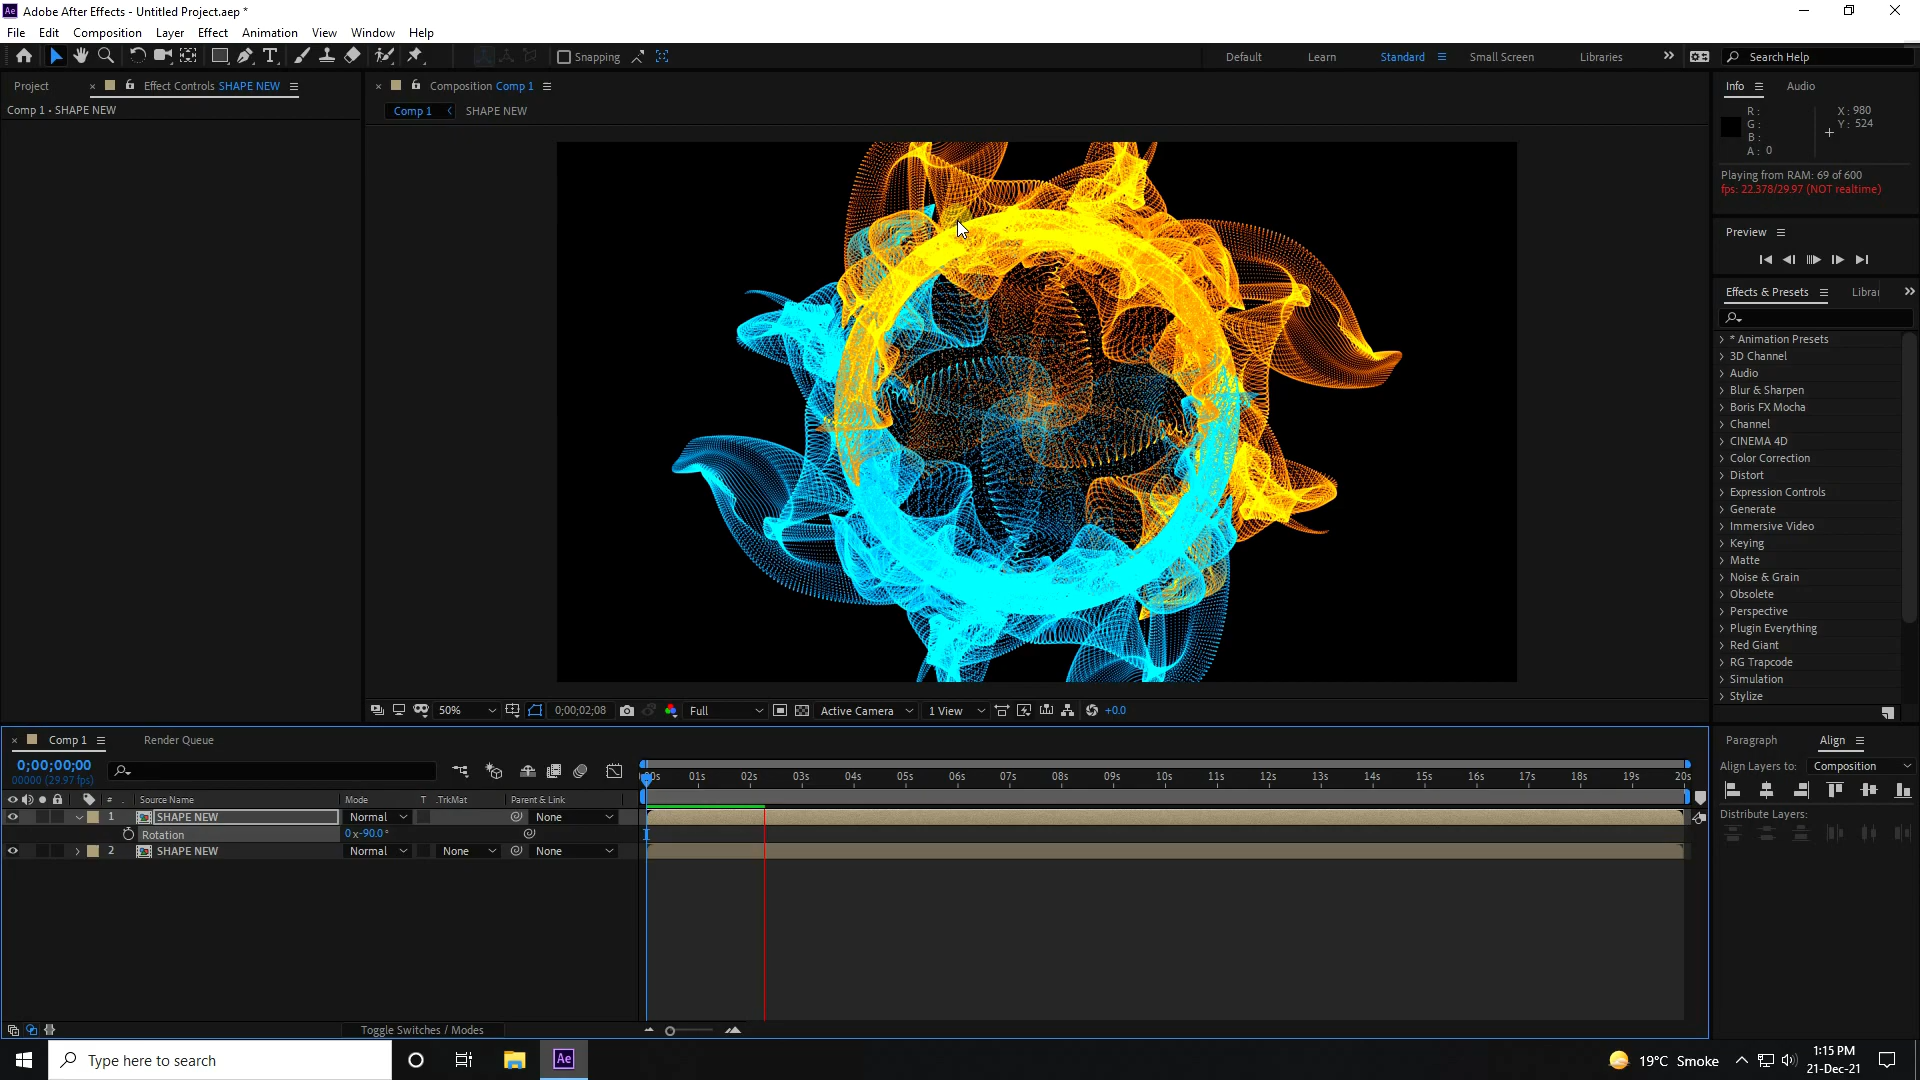 Adobe After Effects - Untitled Project.aep *
File Edit Composition Layer Effect Animation View Window Help
Snapping
Default Learn Standard Small Screen Libraries
Search Help
Project
Effect Controls SHAPE NEW
Composition Comp 1
Comp 1 • SHAPE NEW
Comp 1 SHAPE NEW
Info Audio
R :
G :
B :
A : 0
X : 980
Y : 524
Playing from RAM: 69 of 600
fps: 22.378/29.97 (NOT realtime)
Preview
Effects & Presets
* Animation Presets
3D Channel
Audio
Blur & Sharpen
Boris FX Mocha
Channel
CINEMA 4D
Color Correction
Distort
Expression Controls
Generate
Immersive Video
Keying
Matte
Noise & Grain
Obsolete
Perspective
Plugin Everything
Red Giant
RG Trapcode
Simulation
Stylize
50% 0;00;02;08 Full Active Camera 1 View +0.0
Comp 1 Render Queue
0;00;00;00
00000 (29.97 fps)
01s 02s 03s 04s 05s 06s 07s 08s 09s 10s 11s 12s 13s 14s 15s 16s 17s 18s 19s 20s
# Source Name Mode T .TrkMat Parent & Link
1 SHAPE NEW Normal None
Rotation 0x-90.0°
2 SHAPE NEW Normal None None
Toggle Switches / Modes
Paragraph Align
Align Layers to: Composition
Distribute Layers:
Type here to search
Ae
19°C Smoke
1:15 PM
21-Dec-21